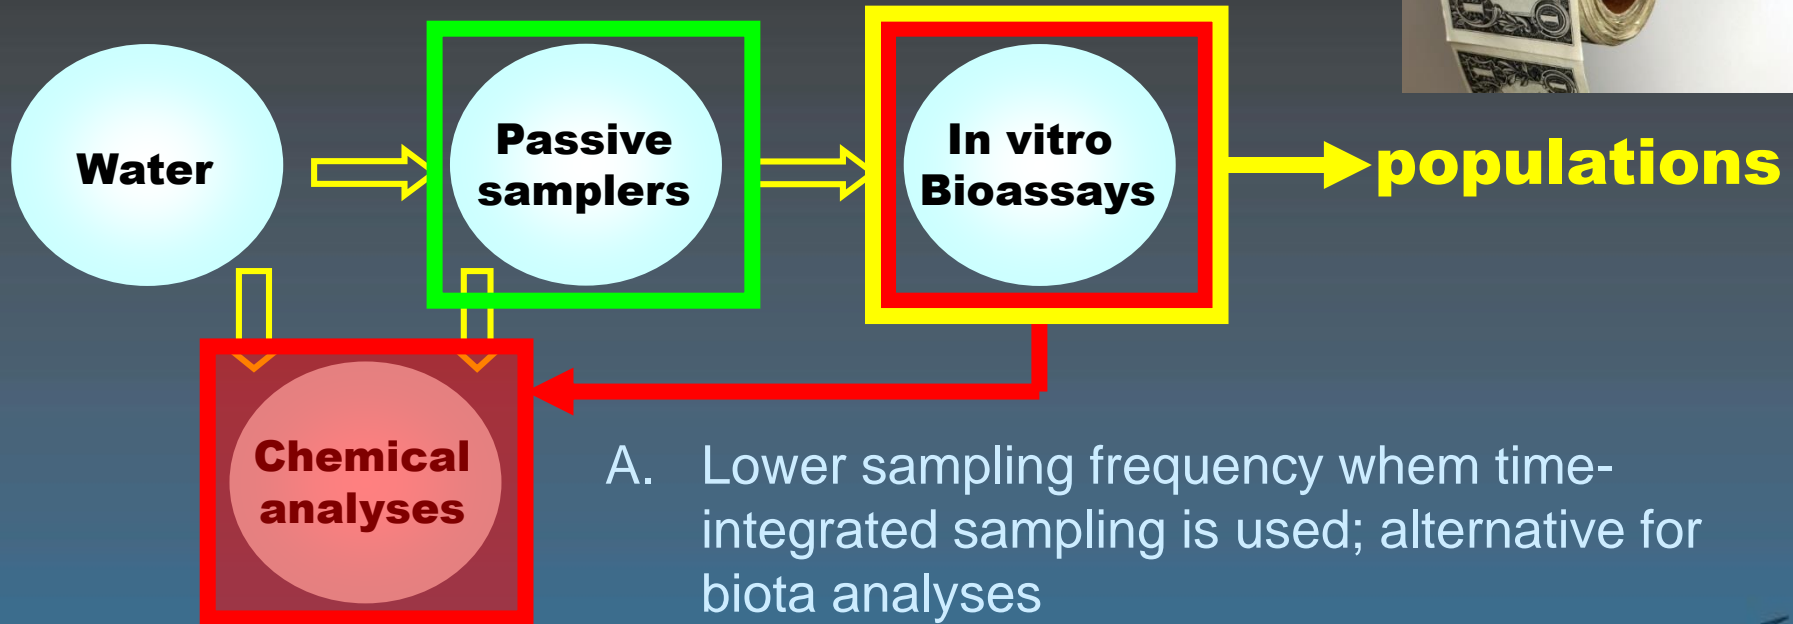 Water
Passive
samplers
In vitro
Bioassays
populations
Chemical
analyses
A. Lower sampling frequency whem time-
integrated sampling is used; alternative for
biota analyses